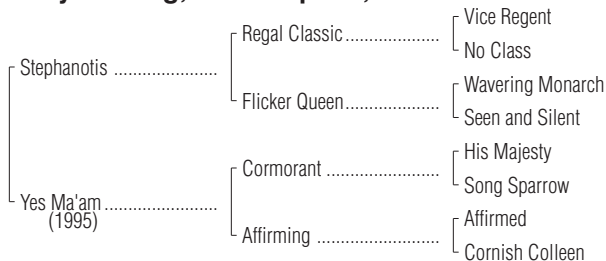 Vice Regent
Regal Classic....................
No Class
Stephanotis ......................
Wavering Monarch
Flicker Queen....................
Seen and Silent
His Majesty
Cormorant ........................
Song Sparrow
Yes Ma'am........................
(1995)
Affirmed
Affirming ..........................
Cornish Colleen